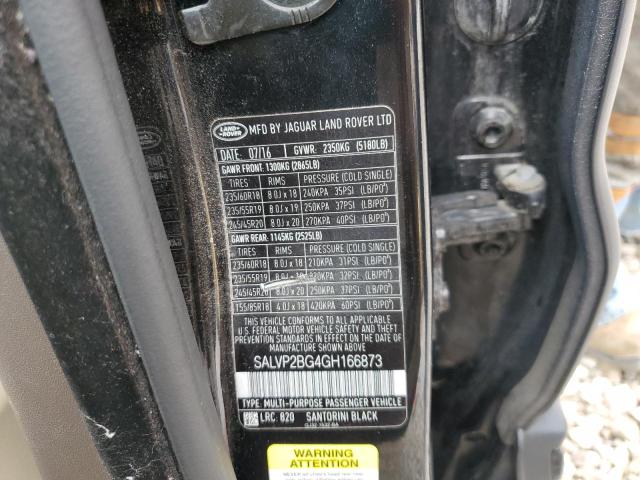 LAND ROVER
MFD BY JAGUAR LAND ROVER LTD
DATE: 07/16 GVWR: 2350KG (5180LB)
GAWR FRONT: 1300KG (2865LB)
TIRES RIMS PRESSURE (COLD SINGLE)
235/60R18 8.0J x 18 240KPA 35PSI (LB/PO²)
235/55R19 8.0J x 19 250KPA 37PSI (LB/PO²)
245/45R20 8.0J x 20 270KPA 40PSI (LB/PO²)
GAWR REAR: 1145KG (2525LB)
TIRES RIMS PRESSURE (COLD SINGLE)
235/60R18 8.0J x 18 210KPA 31PSI (LB/PO²)
235/55R19 32PSI (LB/PO²)
245/45R20 8.0J x 20 250KPA 37PSI (LB/PO²)
T55/85R18 4.0J x 18 420KPA 60PSI (LB/PO²)
THIS VEHICLE CONFORMS TO ALL APPLICABLE
U.S. FEDERAL MOTOR VEHICLE SAFETY AND THEFT
PREVENTION STANDARDS IN EFFECT ON THE
DATE OF MANUFACTURE SHOWN ABOVE.
SALVP2BG4GH166873
TYPE: MULTI-PURPOSE PASSENGER VEHICLE
LRC: 820 SANTORINI BLACK
WARNING
ATTENTION